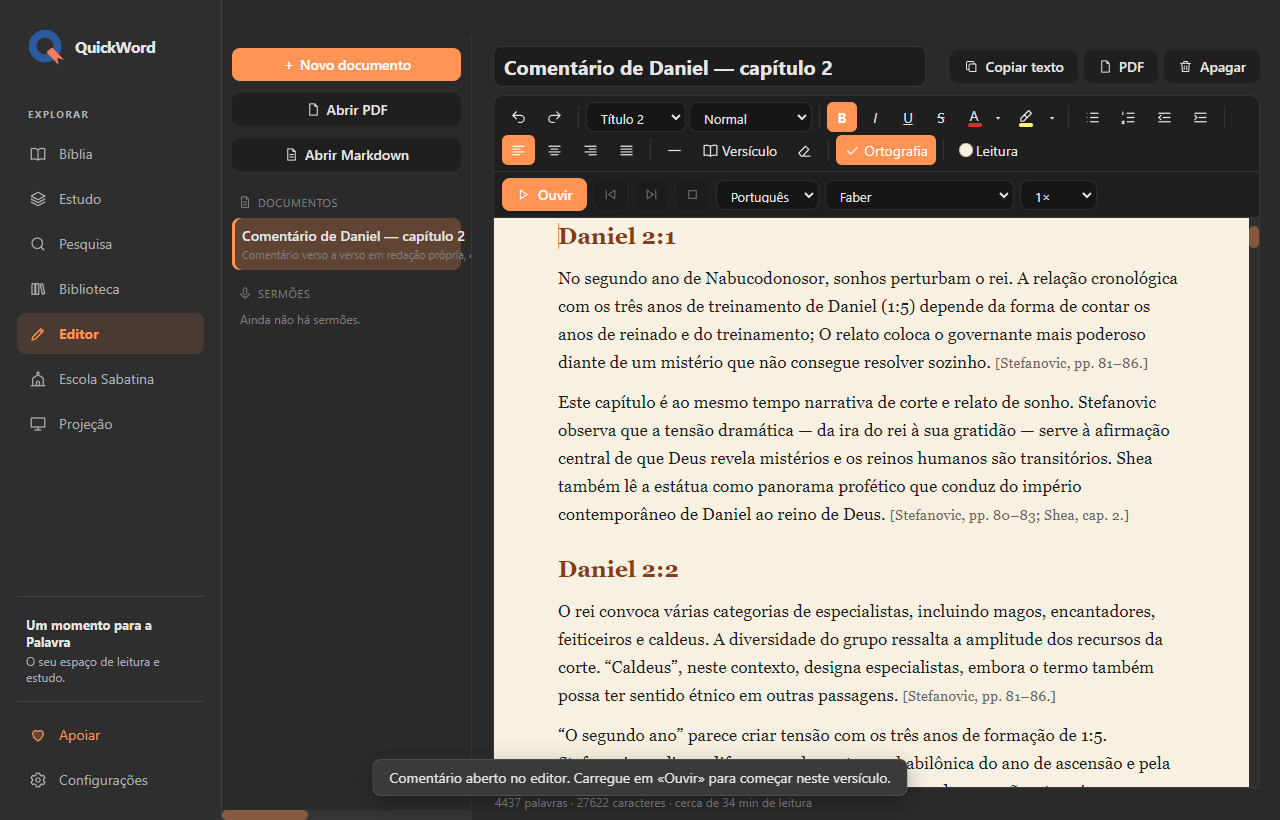 QuickWord
EXPLORAR
Bíblia
Estudo
Pesquisa
Biblioteca
Editor
Escola Sabatina
Projeção
Um momento para a
Palavra
O seu espaço de leitura e
estudo.
Apoiar
Configurações
+ Novo documento
Abrir PDF
Abrir Markdown
DOCUMENTOS
Comentário de Daniel — capítulo 2
Comentário verso a verso em redação própria,
SERMÕES
Ainda não há sermões.
Comentário de Daniel — capítulo 2
Copiar texto
PDF
Apagar
Título 2
Normal
B I U S A
Versículo
Ortografia
Leitura
Ouvir
Português
Faber
1×
Daniel 2:1
No segundo ano de Nabucodonosor, sonhos perturbam o rei. A relação cronológica
com os três anos de treinamento de Daniel (1:5) depende da forma de contar os
anos de reinado e do treinamento; O relato coloca o governante mais poderoso
diante de um mistério que não consegue resolver sozinho. [Stefanovic, pp. 81–86.]
Este capítulo é ao mesmo tempo narrativa de corte e relato de sonho. Stefanovic
observa que a tensão dramática — da ira do rei à sua gratidão — serve à afirmação
central de que Deus revela mistérios e os reinos humanos são transitórios. Shea
também lê a estátua como panorama profético que conduz do império
contemporâneo de Daniel ao reino de Deus. [Stefanovic, pp. 80–83; Shea, cap. 2.]
Daniel 2:2
O rei convoca várias categorias de especialistas, incluindo magos, encantadores,
feiticeiros e caldeus. A diversidade do grupo ressalta a amplitude dos recursos da
corte. “Caldeus”, neste contexto, designa especialistas, embora o termo também
possa ter sentido étnico em outras passagens. [Stefanovic, pp. 81–86.]
“O segundo ano” parece criar tensão com os três anos de formação de 1:5.
do ano de ascensão e pela
Comentário aberto no editor. Carregue em «Ouvir» para começar neste versículo.
4437 palavras · 27622 caracteres · cerca de 34 min de leitura